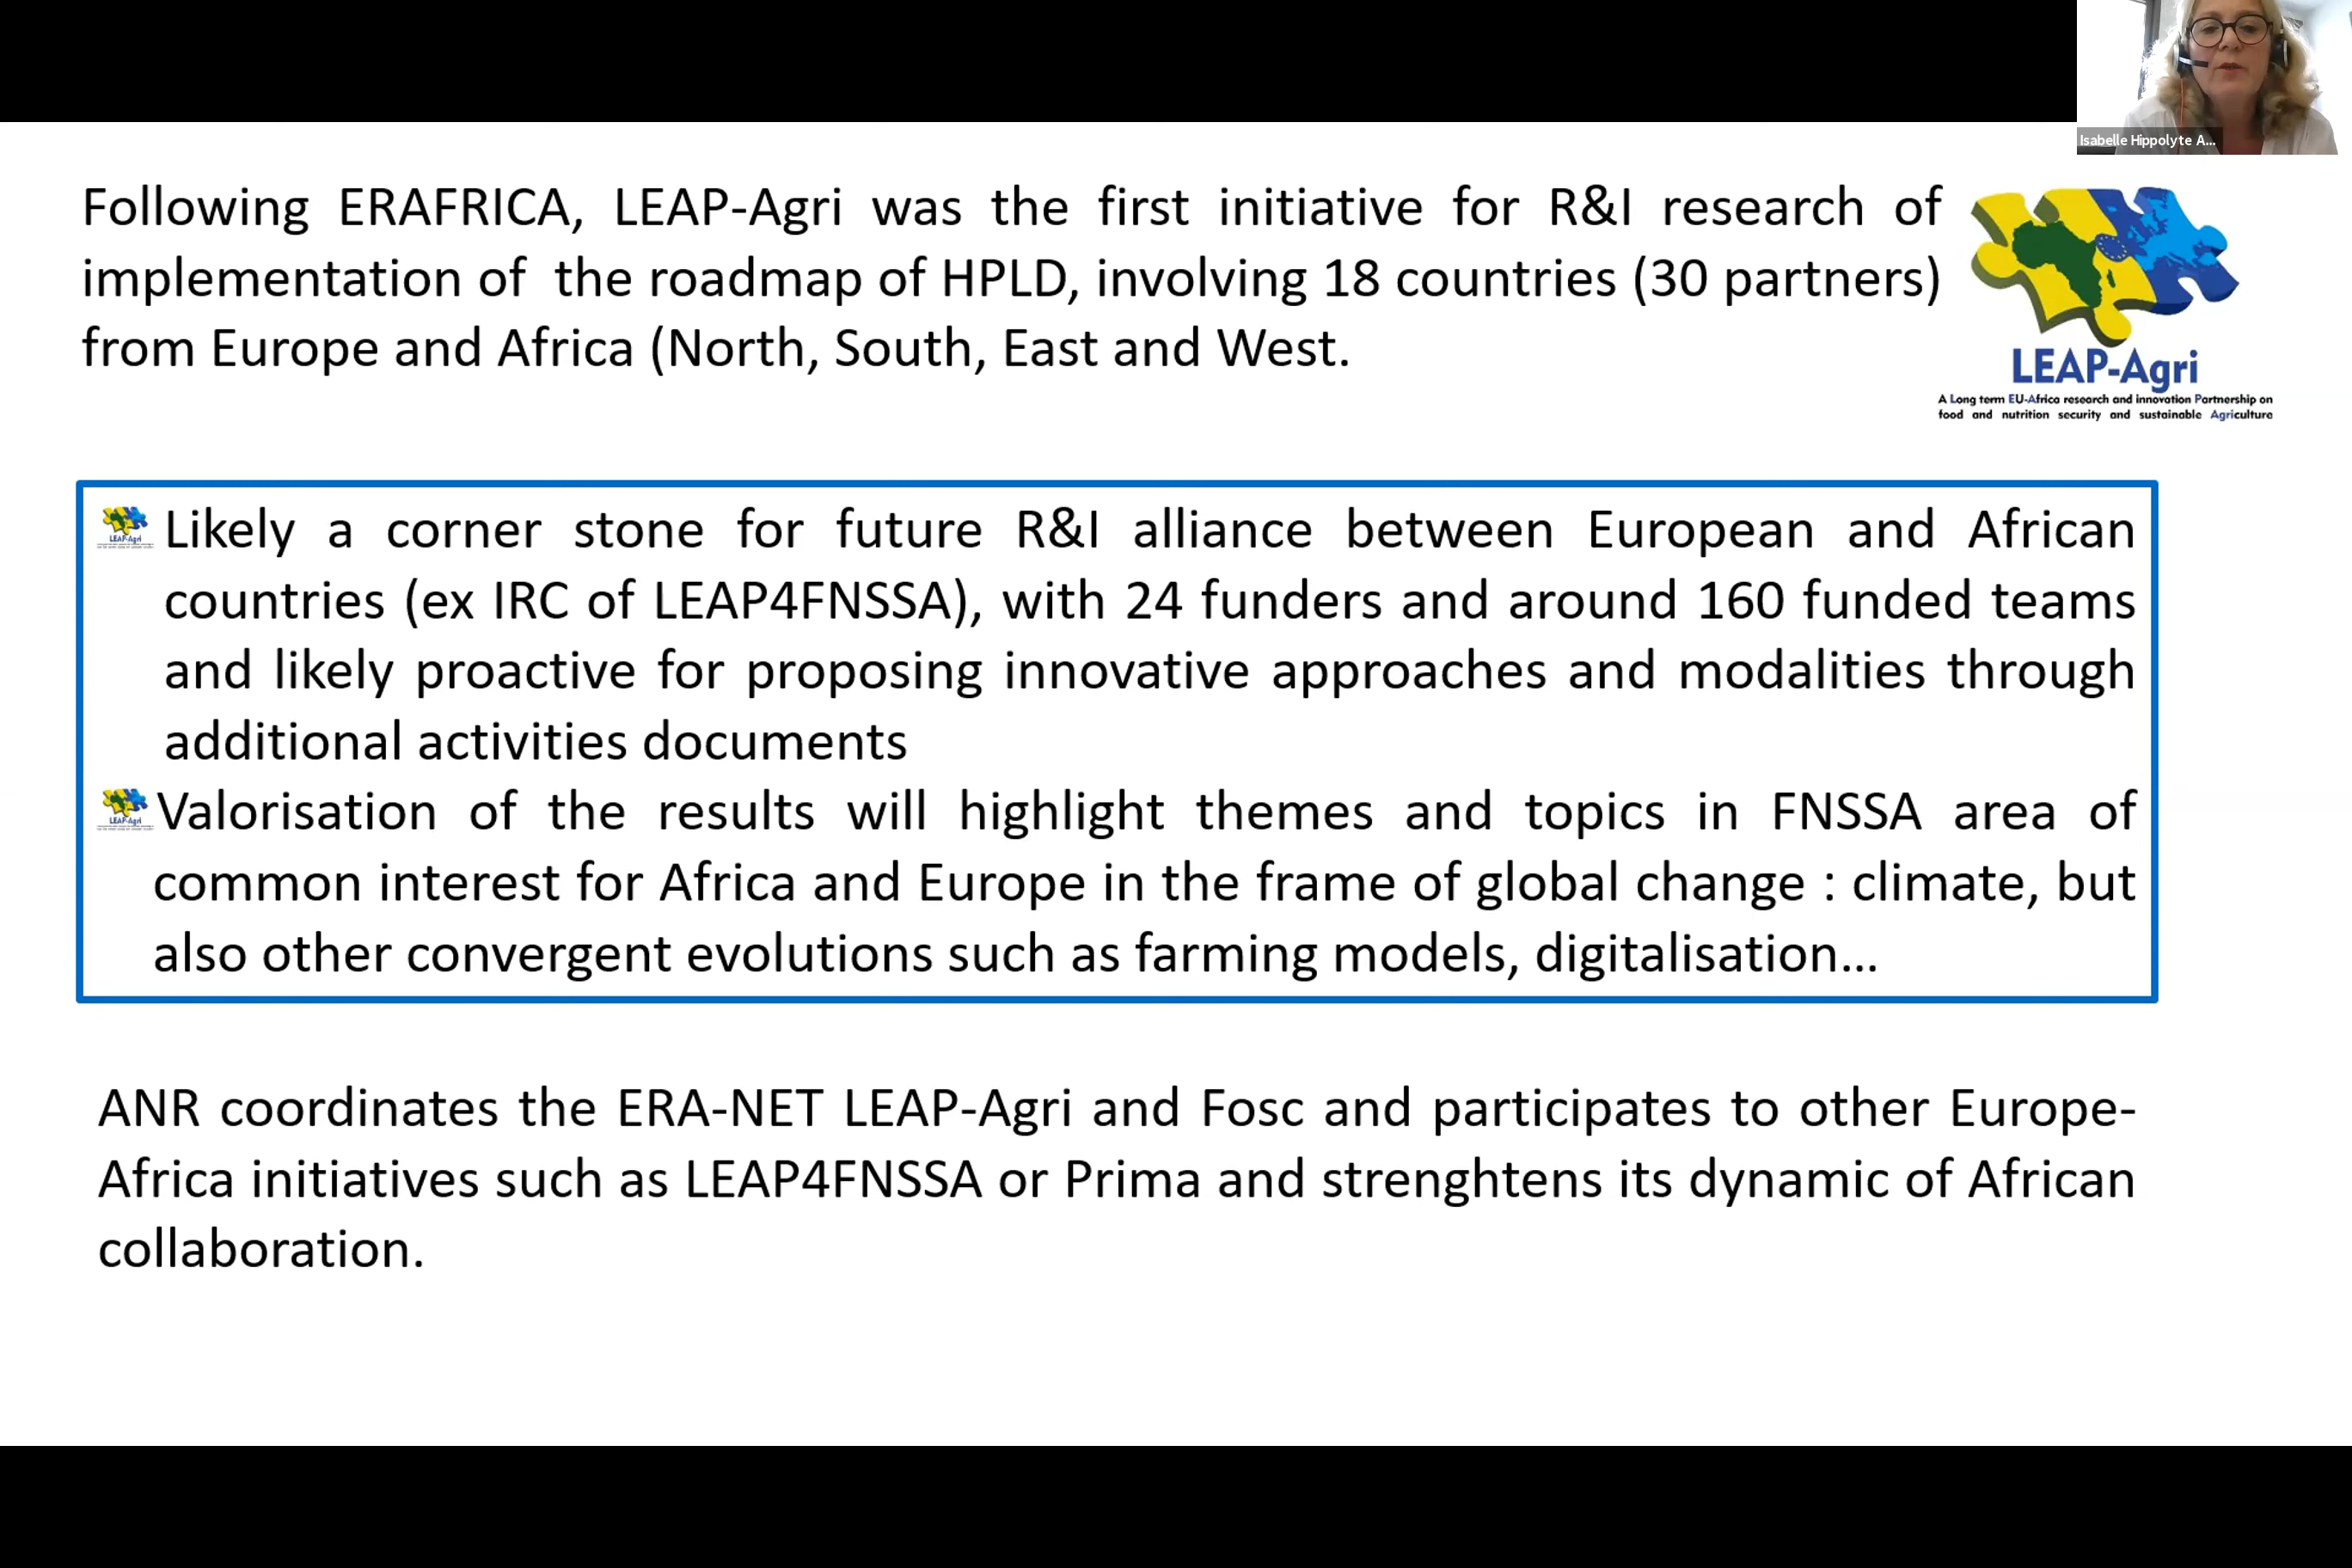 Isabelle Hippolyte A...
Following ERAFRICA, LEAP-Agri was the first initiative for R&I research of
implementation of the roadmap of HPLD, involving 18 countries (30 partners)
from Europe and Africa (North, South, East and West.
LEAP-Agri
A Long term EU-Africa research and innovation Partnership on
food and nutrition security and sustainable Agriculture
Likely a corner stone for future R&I alliance between European and African
countries (ex IRC of LEAP4FNSSA), with 24 funders and around 160 funded teams
and likely proactive for proposing innovative approaches and modalities through
additional activities documents
Valorisation of the results will highlight themes and topics in FNSSA area of
common interest for Africa and Europe in the frame of global change : climate, but
also other convergent evolutions such as farming models, digitalisation...
ANR coordinates the ERA-NET LEAP-Agri and Fosc and participates to other Europe-
Africa initiatives such as LEAP4FNSSA or Prima and strenghtens its dynamic of African
collaboration.